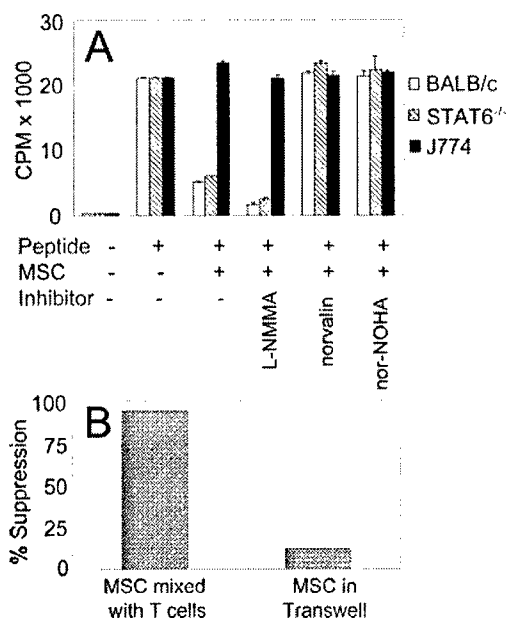 A
CPM x 1000
30
20
10
0
BALB/c
STAT6-/-
J774
Peptide - + + + + +
MSC - - + + + +
Inhibitor - - - L-NMMA norvalin nor-NOHA
B
% Suppression
100
75
50
25
0
MSC mixed with T cells
MSC in Transwell